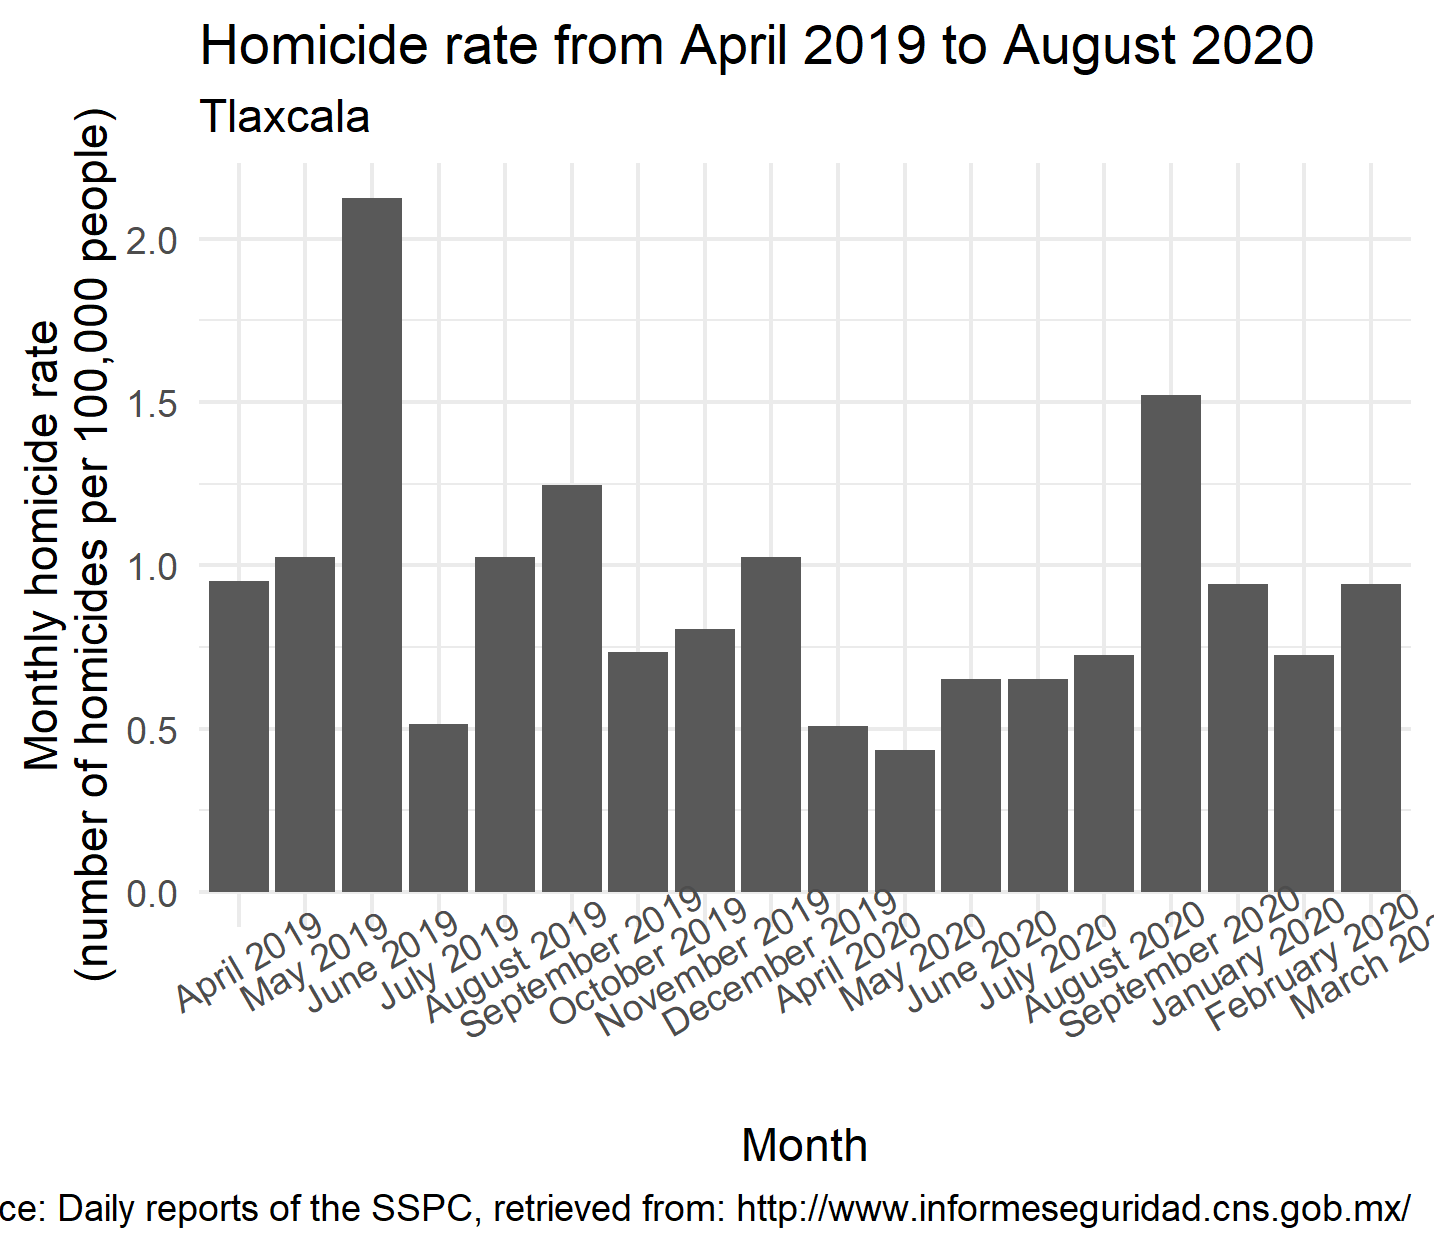 Homicide rate from April 2019 to August 2020
Tlaxcala
Monthly homicide rate
(number of homicides per 100,000 people)
2.0
1.5
1.0
0.5
0.0
April 2019
May 2019
June 2019
July 2019
August 2019
September 2019
October 2019
November 2019
December 2019
April 2020
May 2020
June 2020
July 2020
August 2020
September 2020
January 2020
February 2020
March 202
Month
ce: Daily reports of the SSPC, retrieved from: http://www.informeseguridad.cns.gob.mx/